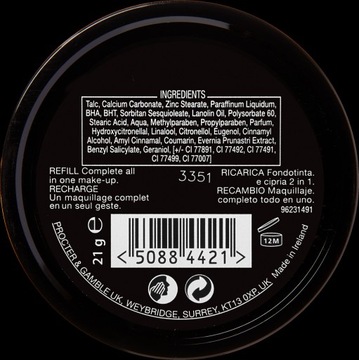 INGREDIENTS
Talc, Calcium Carbonate, Zinc Stearate, Paraffinum Liquidum,
BHA, BHT, Sorbitan Sesquioleate, Lanolin Oil, Polysorbate 60,
Stearic Acid, Aqua, Methylparaben, Propylparaben, Parfum,
Hydroxycitronellal, Linalool, Citronellol, Eugenol, Cinnamyl
Alcohol, Amyl Cinnamal, Coumarin, Evernia Prunastri Extract,
Benzyl Salicylate, Geraniol, [+/- CI 77891, CI 77492, CI 77491,
CI 77499, CI 77007]
REFILL Complete all
in one make-up.
RECHARGE
Un maquillage complet
en un seul geste.
3351
RICARICA Fondotinta.
e cipria 2 in 1.
RECAMBIO Maquillaje.
completo todo en uno.
96231491
21g e
5088 4421
12M
PROCTER & GAMBLE UK, WEYBRIDGE, SURREY, KT13 0XP, UK
Made in Ireland